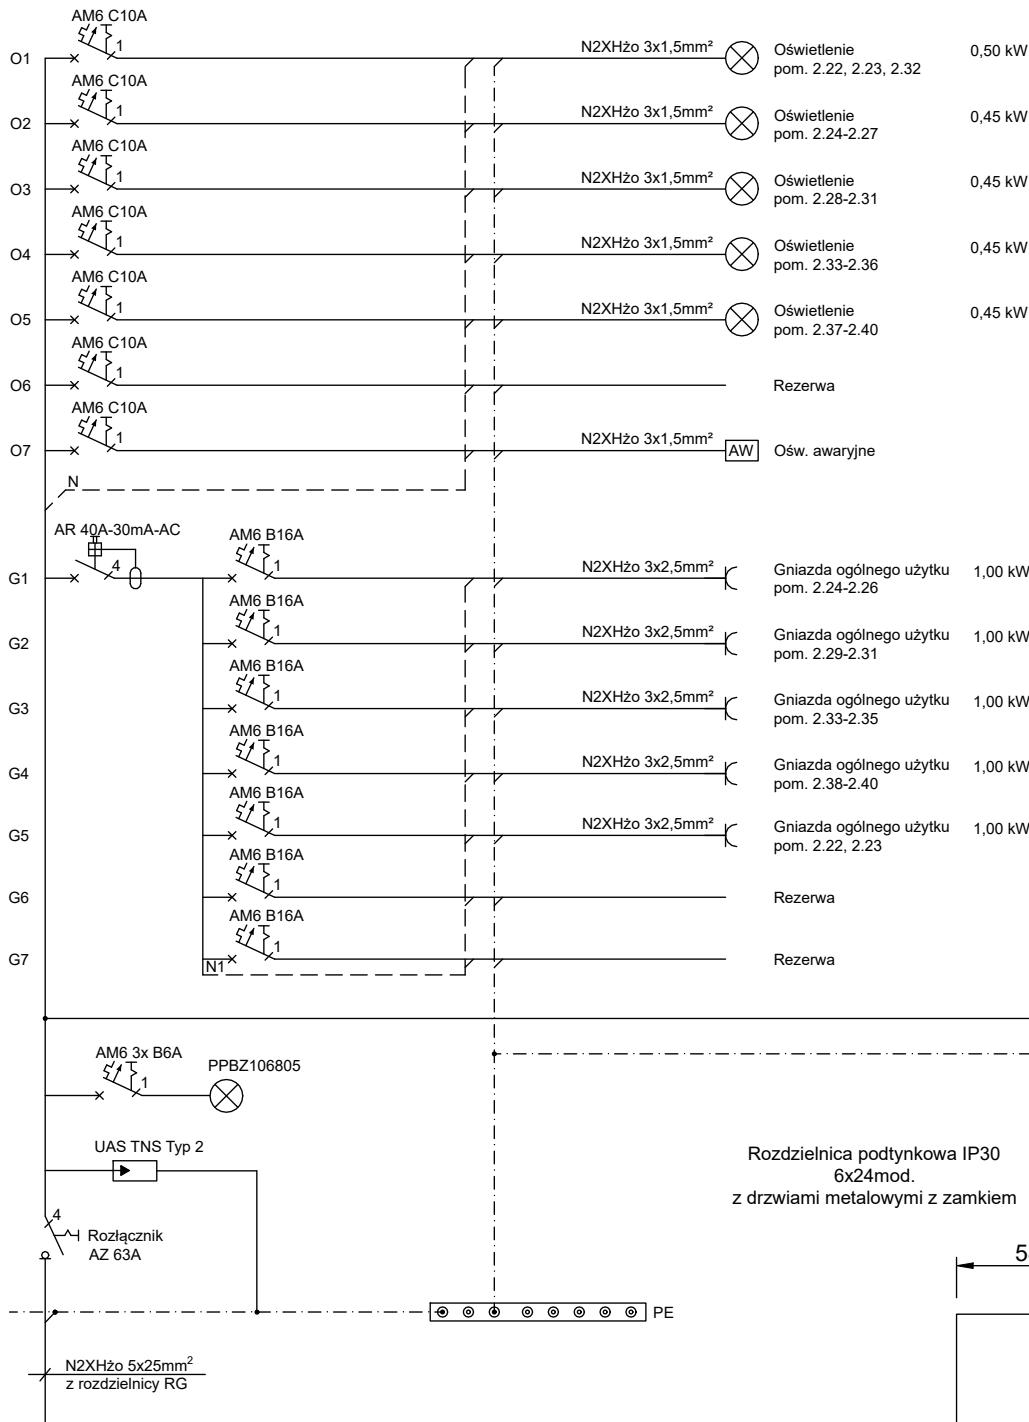 AM6 C10A
O1
1
N2XHżo 3x1,5mm²
Oświetlenie
pom. 2.22, 2.23, 2.32
0,50 kW
AM6 C10A
O2
1
N2XHżo 3x1,5mm²
Oświetlenie
pom. 2.24-2.27
0,45 kW
AM6 C10A
O3
1
N2XHżo 3x1,5mm²
Oświetlenie
pom. 2.28-2.31
0,45 kW
AM6 C10A
O4
1
N2XHżo 3x1,5mm²
Oświetlenie
pom. 2.33-2.36
0,45 kW
AM6 C10A
O5
1
N2XHżo 3x1,5mm²
Oświetlenie
pom. 2.37-2.40
0,45 kW
AM6 C10A
O6
1
Rezerwa
AM6 C10A
O7
1
N2XHżo 3x1,5mm²
AW
Ośw. awaryjne
N
AR 40A-30mA-AC
G1
4
AM6 B16A
1
N2XHżo 3x2,5mm²
Gniazda ogólnego użytku
pom. 2.24-2.26
1,00 kW
AM6 B16A
G2
1
N2XHżo 3x2,5mm²
Gniazda ogólnego użytku
pom. 2.29-2.31
1,00 kW
AM6 B16A
G3
1
N2XHżo 3x2,5mm²
Gniazda ogólnego użytku
pom. 2.33-2.35
1,00 kW
AM6 B16A
G4
1
N2XHżo 3x2,5mm²
Gniazda ogólnego użytku
pom. 2.38-2.40
1,00 kW
AM6 B16A
G5
1
N2XHżo 3x2,5mm²
Gniazda ogólnego użytku
pom. 2.22, 2.23
1,00 kW
AM6 B16A
G6
1
Rezerwa
AM6 B16A
G7
1
Rezerwa
N1
AM6 3x B6A
1
PPBZ106805
UAS TNS Typ 2
Rozdzielnica podtynkowa IP30
6x24mod.
z drzwiami metalowymi z zamkiem
4
Rozłącznik
AZ 63A
5
PE
N2XHżo 5x25mm²
z rozdzielnicy RG